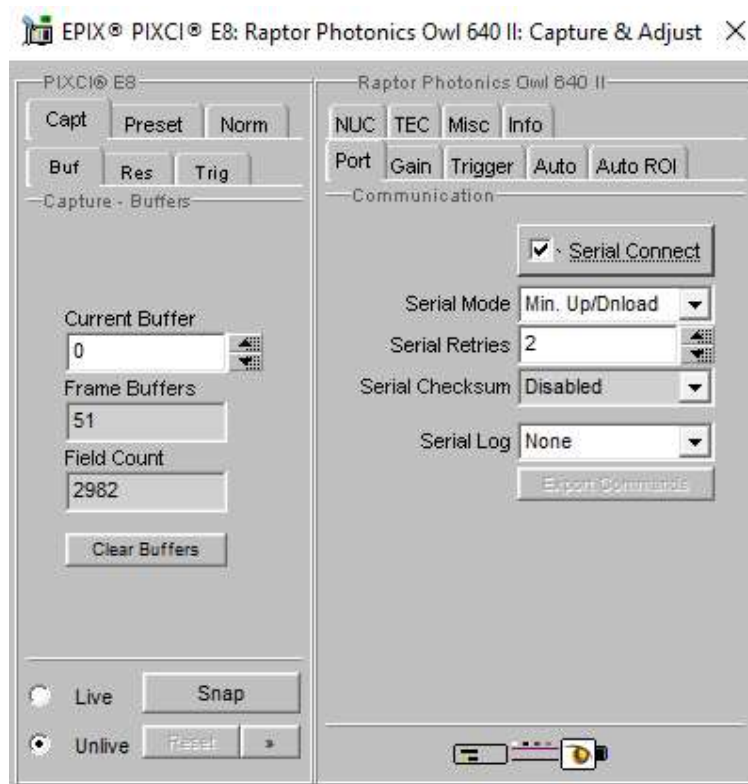 EPIX® PIXCI® E8: Raptor Photonics Owl 640 II: Capture & Adjust
PIXCI® E8
Capt Preset Norm
Buf Res Trig
Capture - Buffers
Current Buffer
0
Frame Buffers
51
Field Count
2982
Clear Buffers
Live Snap
Unlive Reset »
Raptor Photonics Owl 640 II
NUC TEC Misc Info
Port Gain Trigger Auto Auto ROI
Communication
Serial Connect
Serial Mode Min. Up/Dnload
Serial Retries 2
Serial Checksum Disabled
Serial Log None
Export Commands